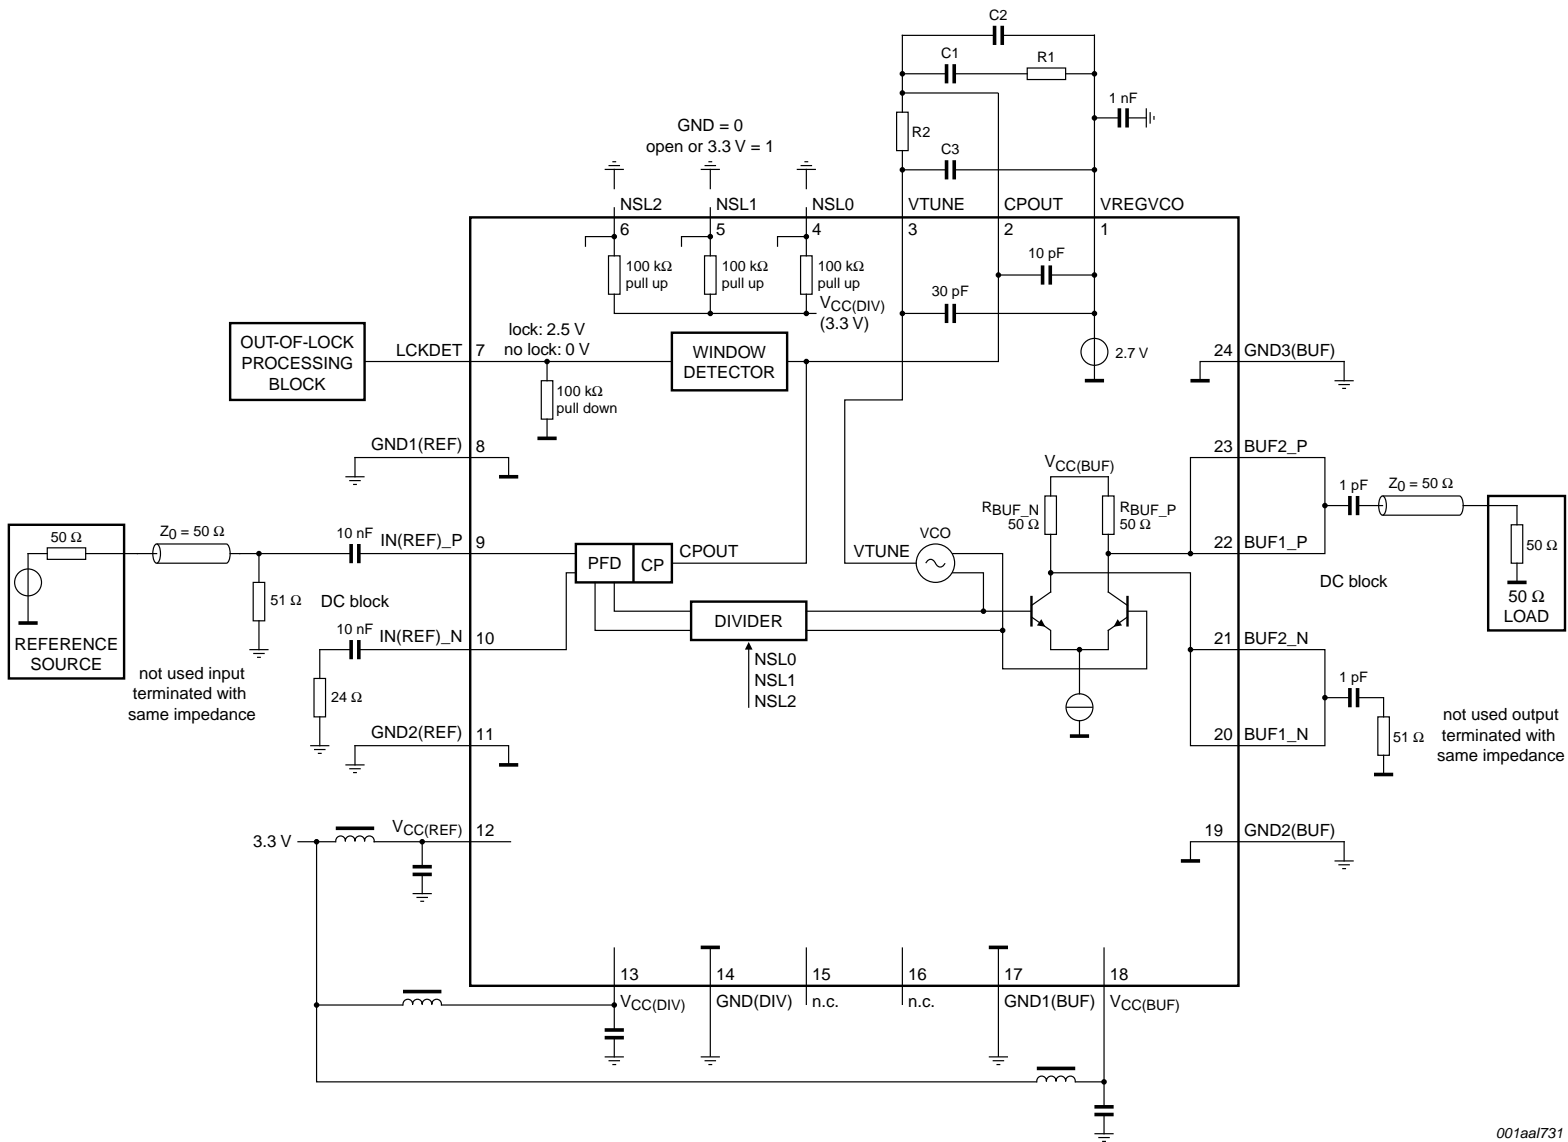 C2
C1
R1
1 nF
GND = 0
open or 3.3 V = 1
R2
C3
NSL2
NSL1
NSL0
VTUNE
CPOUT
VREGVCO
6
5
4
3
2
1
100 kΩ
pull up
100 kΩ
pull up
100 kΩ
pull up
10 pF
30 pF
VCC(DIV)
(3.3 V)
OUT-OF-LOCK
PROCESSING
BLOCK
LCKDET
7
lock: 2.5 V
no lock: 0 V
WINDOW
DETECTOR
2.7 V
24
GND3(BUF)
100 kΩ
pull down
GND1(REF)
8
23
BUF2_P
VCC(BUF)
RBUF_N
50 Ω
RBUF_P
50 Ω
1 pF
Z0 = 50 Ω
50 Ω
Z0 = 50 Ω
10 nF
IN(REF)_P
9
PFD
CP
CPOUT
VTUNE
VCO
22
BUF1_P
50 Ω
51 Ω
DC block
DC block
50 Ω
LOAD
REFERENCE
SOURCE
10 nF
IN(REF)_N
10
DIVIDER
21
BUF2_N
not used input
terminated with
same impedance
24 Ω
NSL0
NSL1
NSL2
1 pF
GND2(REF)
11
20
BUF1_N
51 Ω
not used output
terminated with
same impedance
3.3 V
VCC(REF)
12
19
GND2(BUF)
13
14
15
16
17
18
VCC(DIV)
GND(DIV)
n.c.
n.c.
GND1(BUF)
VCC(BUF)
001aal731